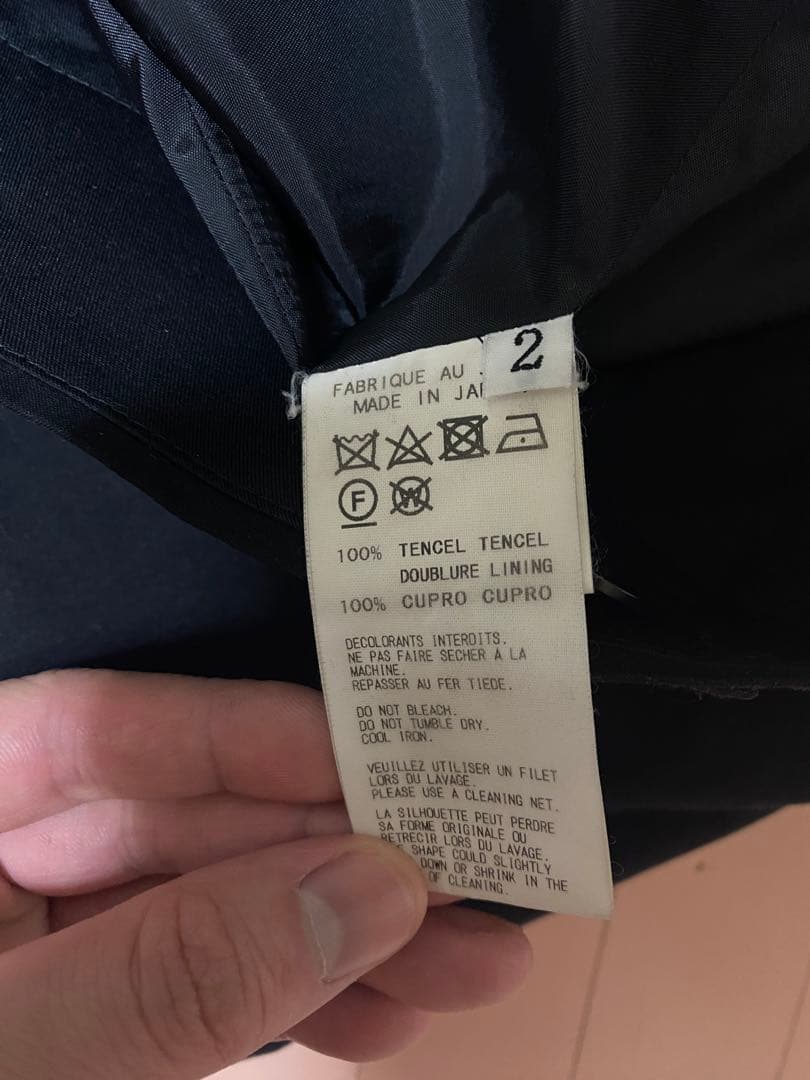 2
FABRIQUE AU
MADE IN
F
W
100% TENCEL TENCEL
DOUBLURE LINING
100% CUPRO CUPRO
DECOLORANTS INTERDITS.
NE PAS FAIRE SECHER A LA
MACHINE.
REPASSER AU FER TIEDE.
DO NOT BLEACH.
DO NOT TUMBLE DRY.
COOL IRON.
VEUILLEZ UTILISER UN FILET
LORS DU LAVAGE.
PLEASE USE A CLEANING NET.
LA SILHOUETTE PEUT PERDRE
SA FORME ORIGINALE OU
RETRECIR LORS DU LAVAGE.
SHAPE COULD SLIGHTLY
DOWN OR SHRINK IN THE
OF CLEANING.